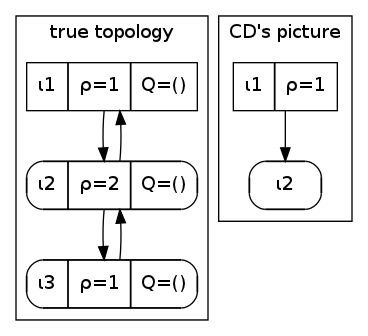 true topology
ι1 ρ=1 Q=()
ι2 ρ=2 Q=()
ι3 ρ=1 Q=()
CD's picture
ι1 ρ=1
ι2